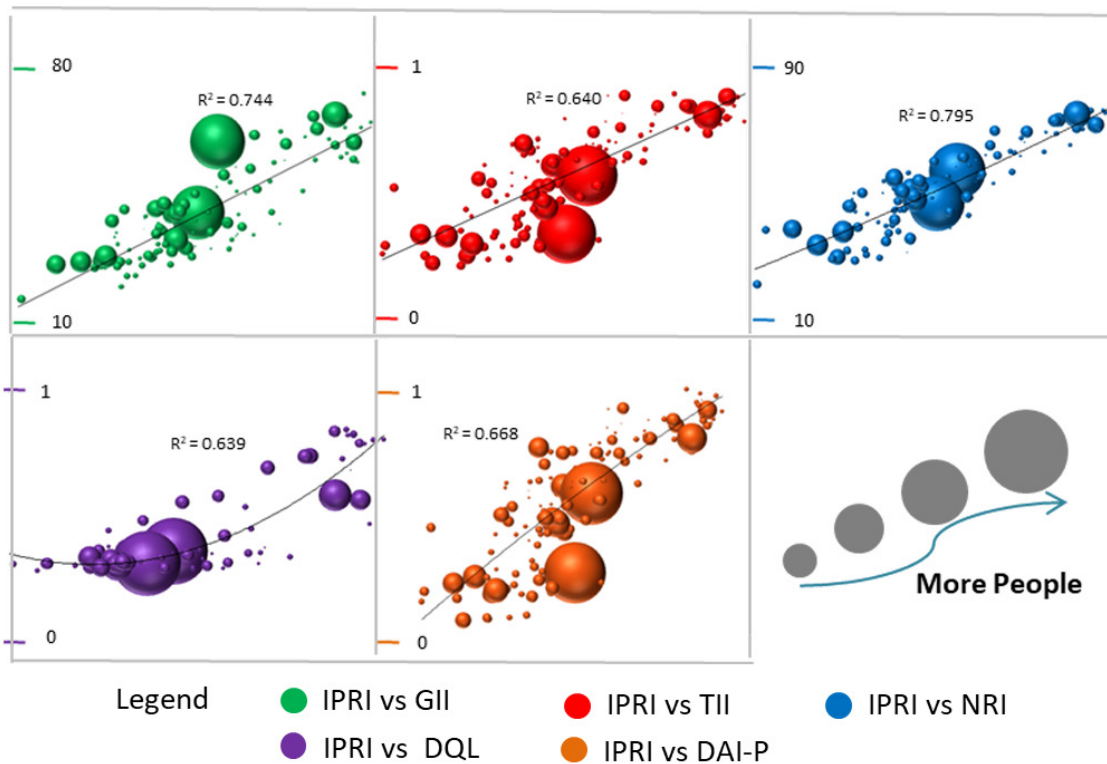 80
R² = 0.744
10
1
R² = 0.640
0
90
R² = 0.795
10
1
R² = 0.639
0
1
R² = 0.668
0
More People
Legend
IPRI vs GII
IPRI vs TII
IPRI vs NRI
IPRI vs DQL
IPRI vs DAI-P